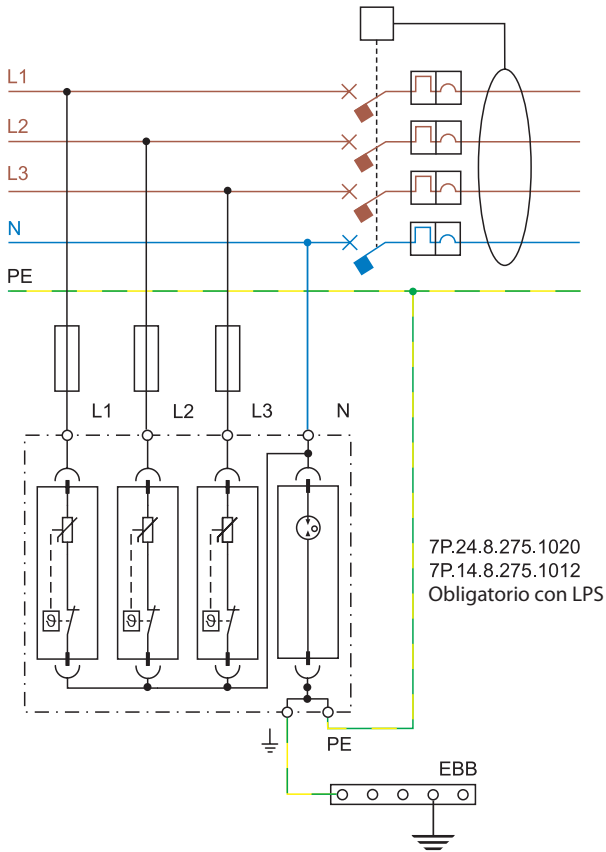 L1
L2
L3
N
PE
L1 L2 L3 N
ϑ ϑ ϑ
7P.24.8.275.1020
7P.14.8.275.1012
Obligatorio con LPS
PE
EBB